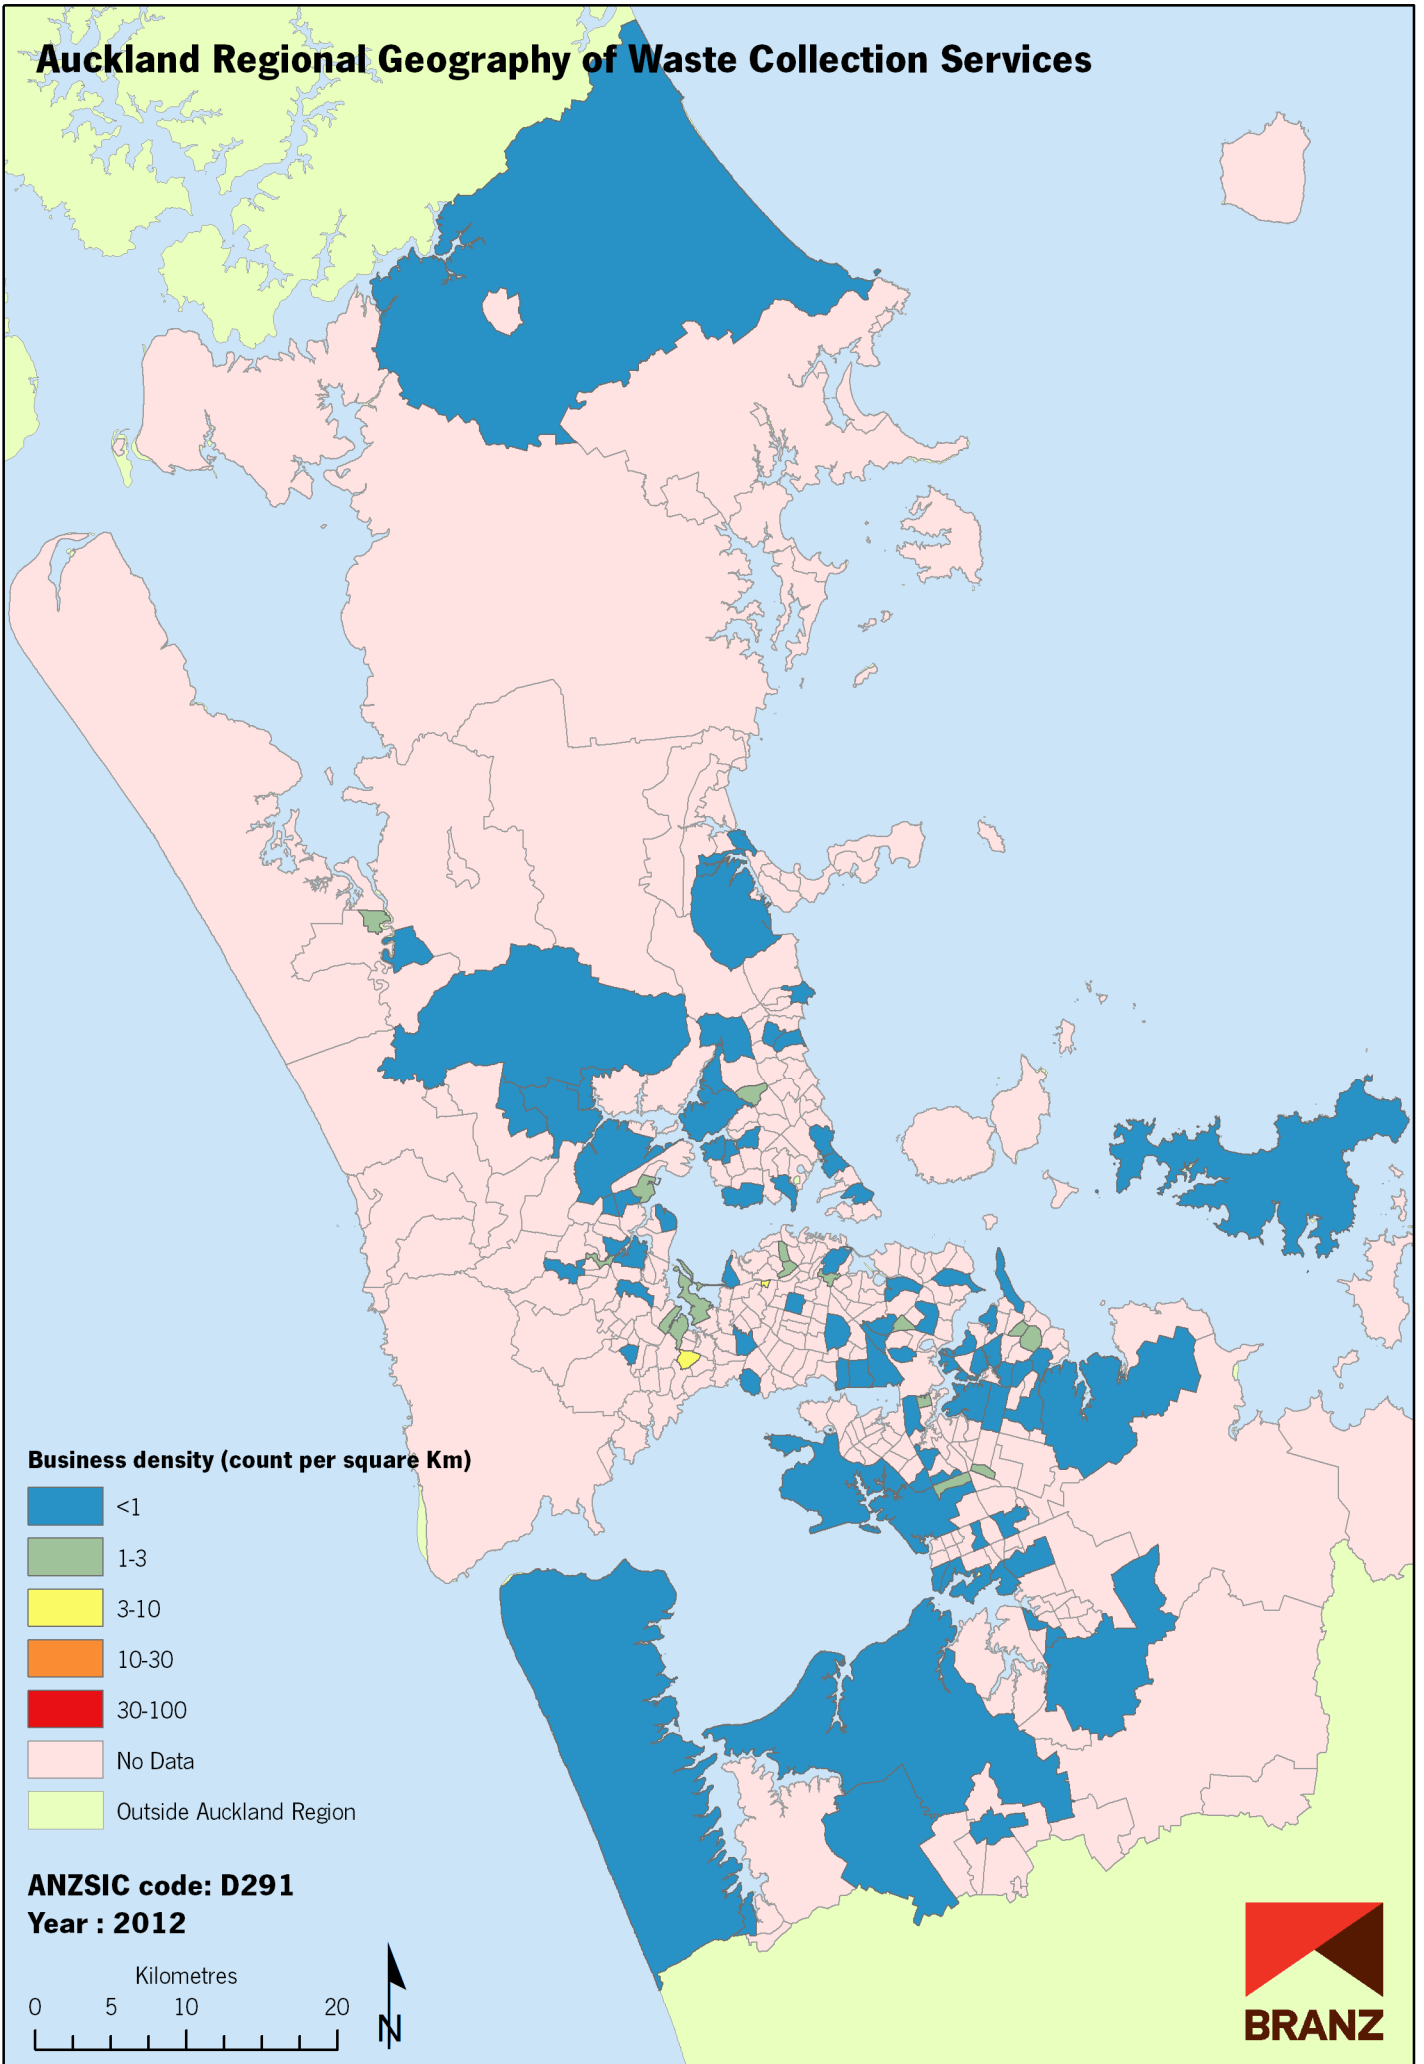 Auckland Regional Geography of Waste Collection Services
Business density (count per square Km)
<1
1-3
3-10
10-30
30-100
No Data
Outside Auckland Region
ANZSIC code: D291
Year : 2012
Kilometres
0 5 10 20
N
BRANZ